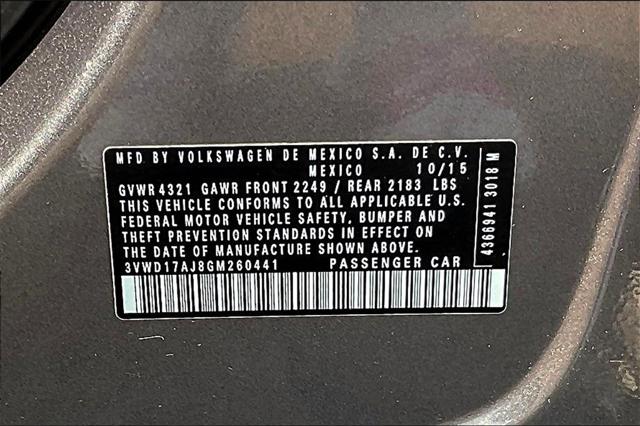 MFD BY VOLKSWAGEN DE MEXICO S.A. DE C.V.
MEXICO 10/15
GVWR 4321 GAWR FRONT 2249 / REAR 2183 LBS
THIS VEHICLE CONFORMS TO ALL APPLICABLE U.S.
FEDERAL MOTOR VEHICLE SAFETY, BUMPER AND
THEFT PREVENTION STANDARDS IN EFFECT ON
THE DATE OF MANUFACTURE SHOWN ABOVE.
3VWD17AJ8GM260441 PASSENGER CAR
4366941 3018 M